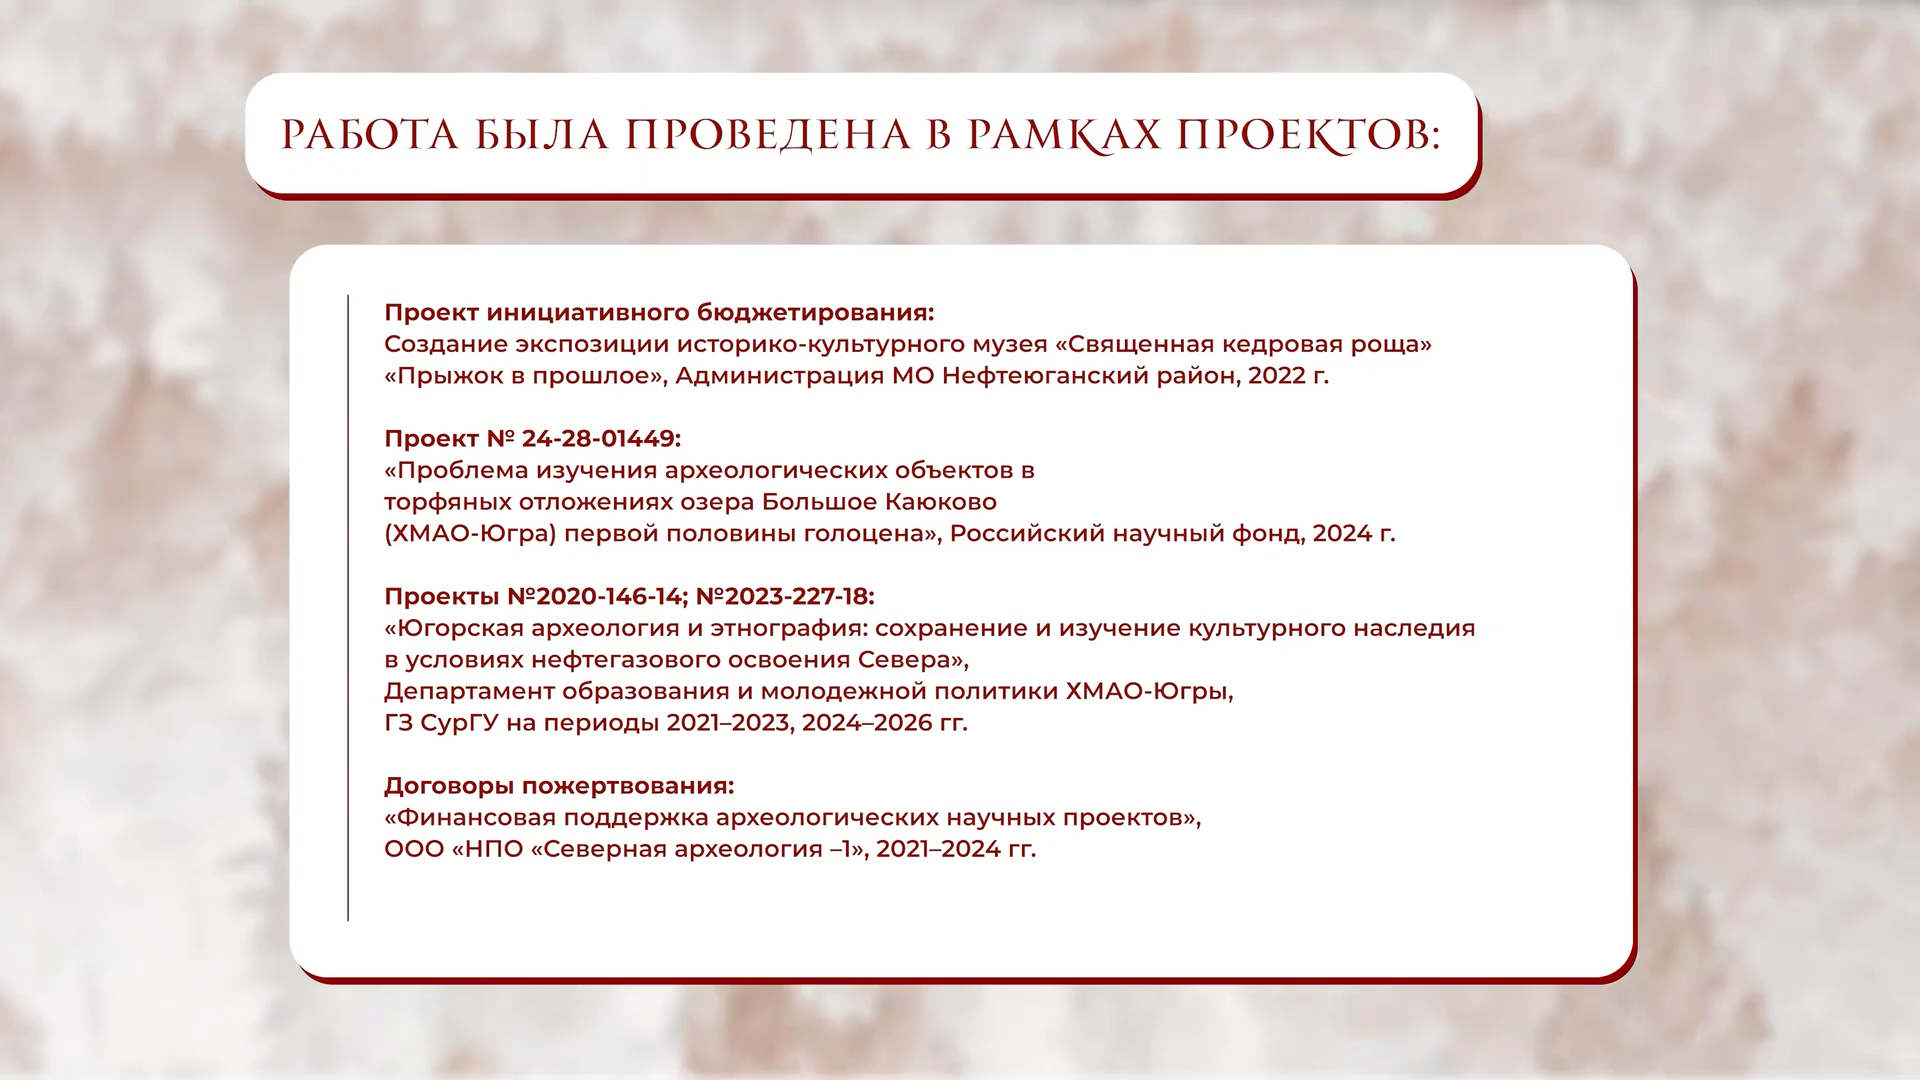 РАБОТА БЫЛА ПРОВЕДЕНА В РАМКАХ ПРОЕКТОВ:
Проект инициативного бюджетирования:
Создание экспозиции историко-культурного музея «Священная кедровая роща»
«Прыжок в прошлое», Администрация МО Нефтеюганский район, 2022 г.
Проект № 24-28-01449:
«Проблема изучения археологических объектов в
торфяных отложениях озера Большое Каюково
(ХМАО-Югра) первой половины голоцена», Российский научный фонд, 2024 г.
Проекты №2020-146-14; №2023-227-18:
«Югорская археология и этнография: сохранение и изучение культурного наследия
в условиях нефтегазового освоения Севера»,
Департамент образования и молодежной политики ХМАО-Югры,
ГЗ СурГУ на периоды 2021–2023, 2024–2026 гг.
Договоры пожертвования:
«Финансовая поддержка археологических научных проектов»,
ООО «НПО «Северная археология –1», 2021–2024 гг.